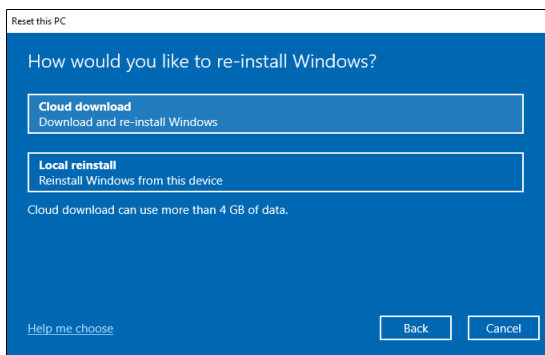 Reset this PC
How would you like to re-install Windows?
Cloud download
Download and re-install Windows
Local reinstall
Reinstall Windows from this device
Cloud download can use more than 4 GB of data.
Help me choose
Back
Cancel